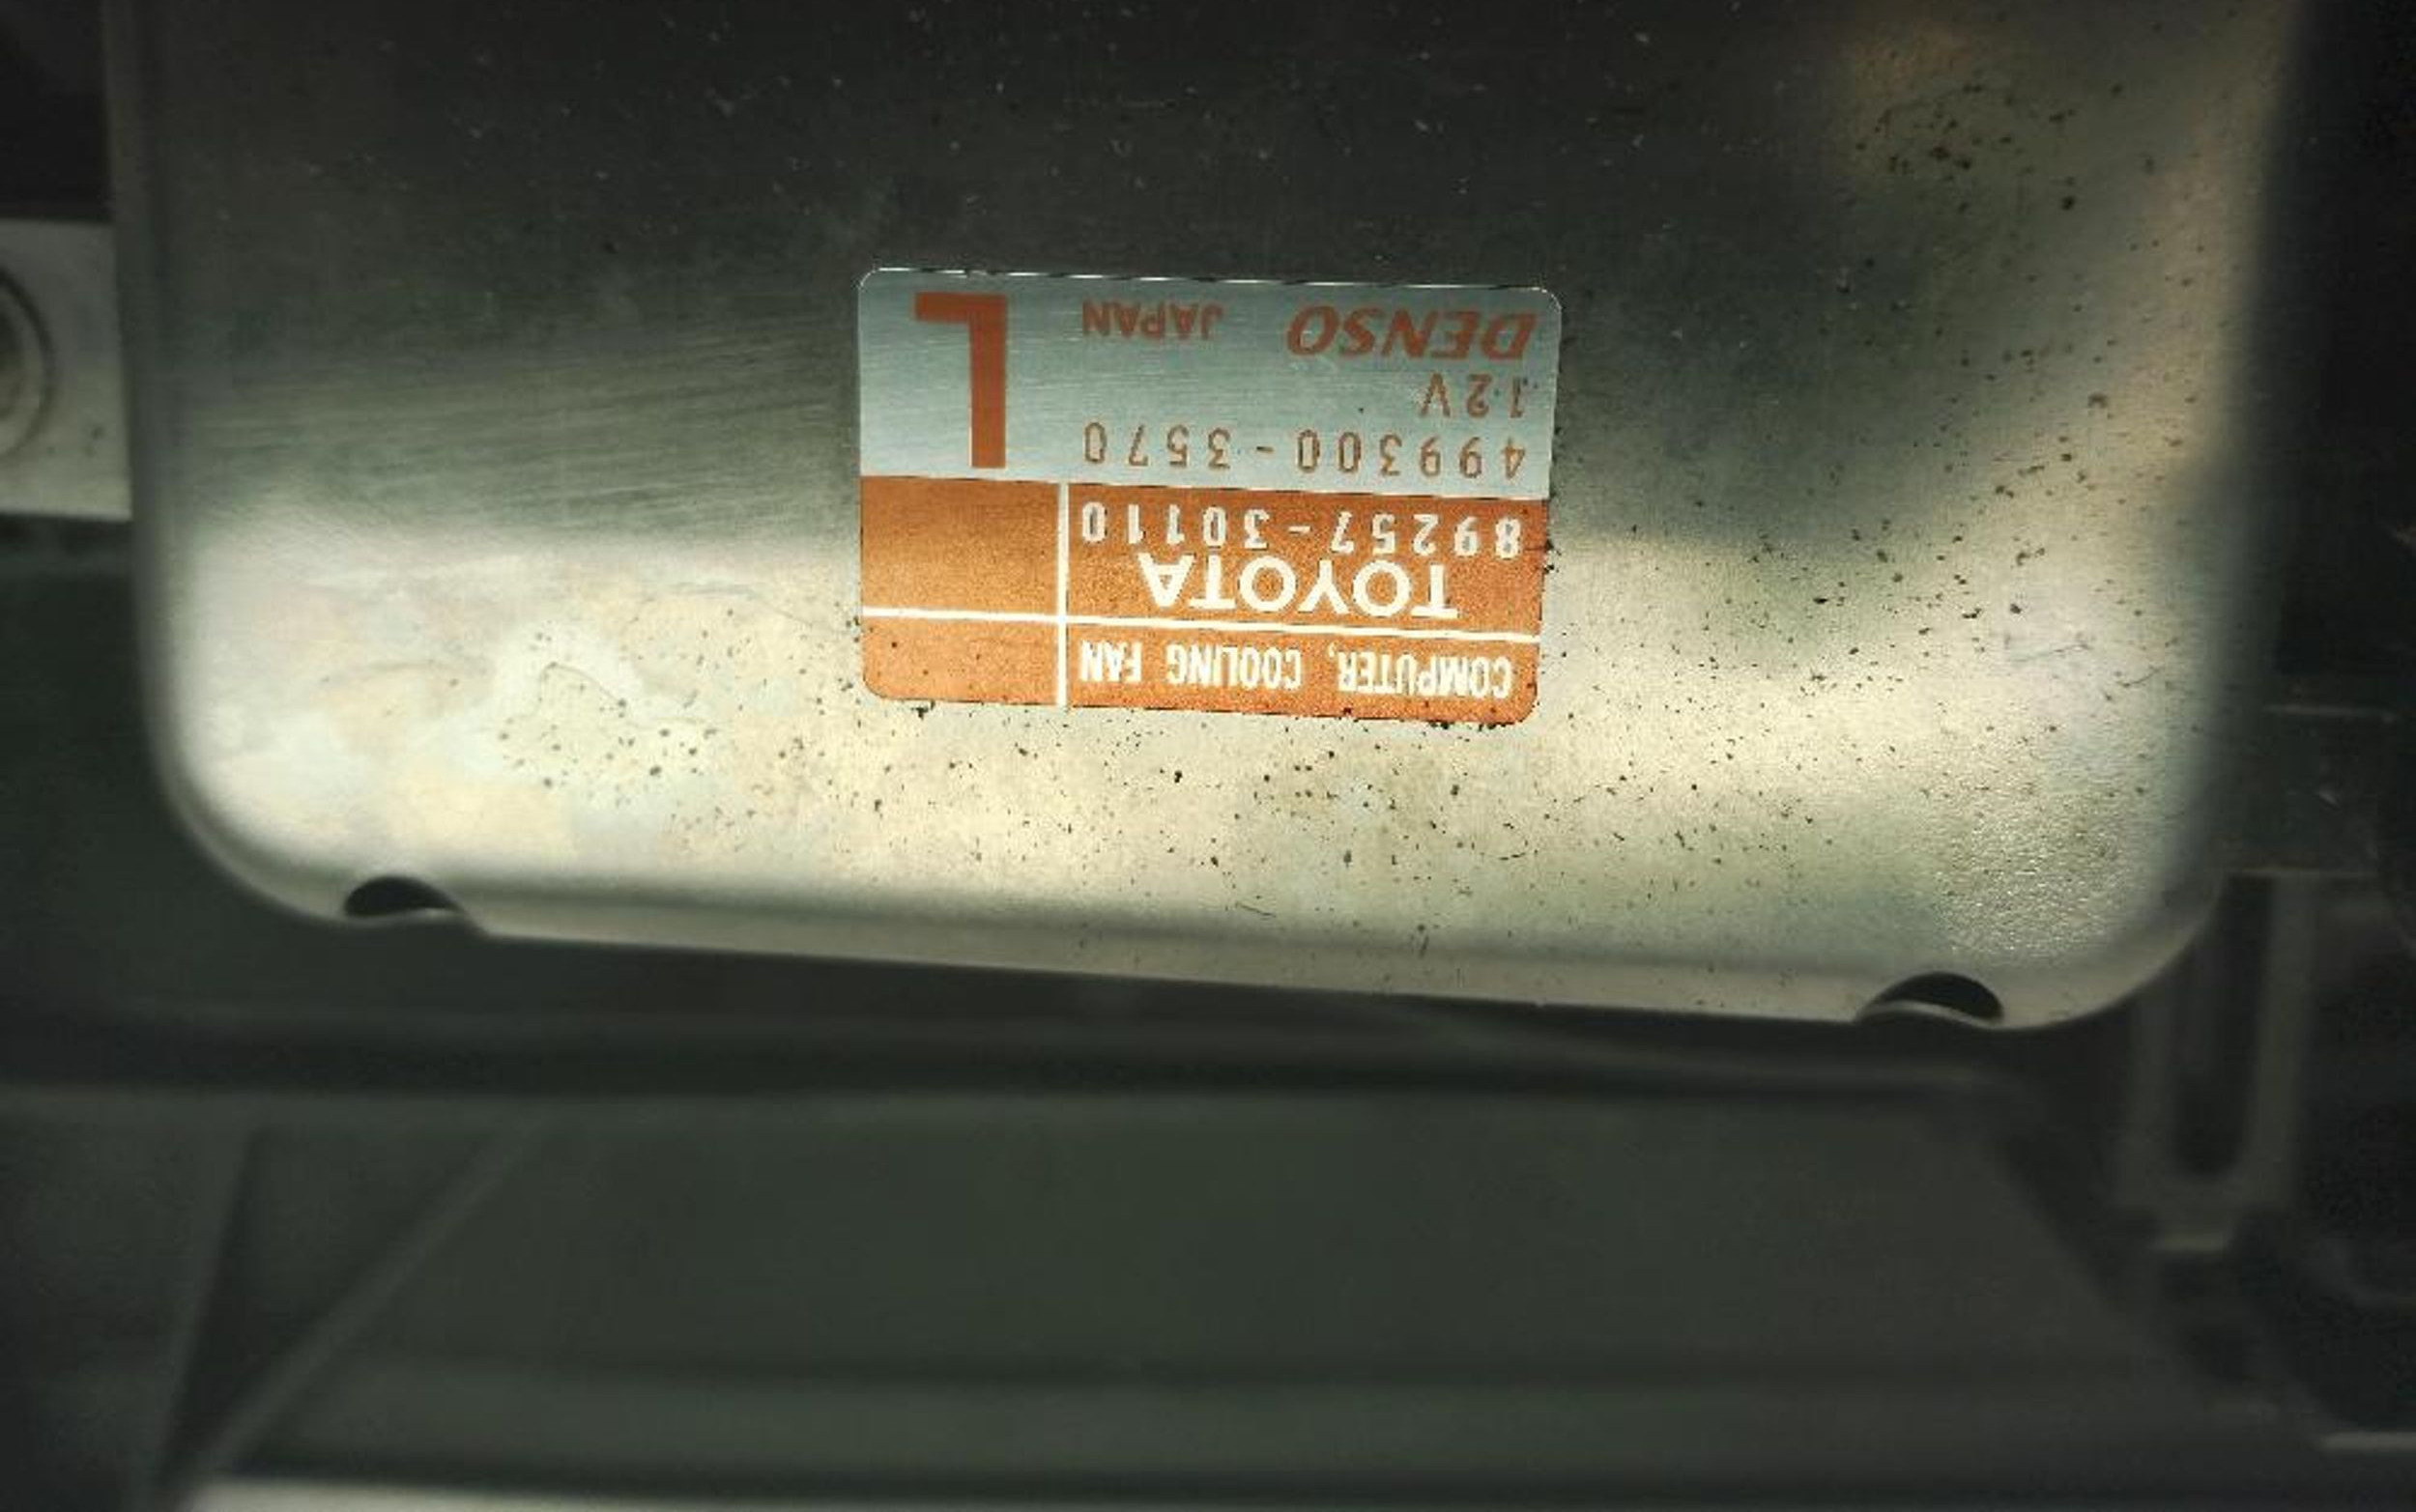 COMPUTER, COOLING FAN
TOYOTA
89257-30110
499300-3570
12V
DENSO JAPAN
L